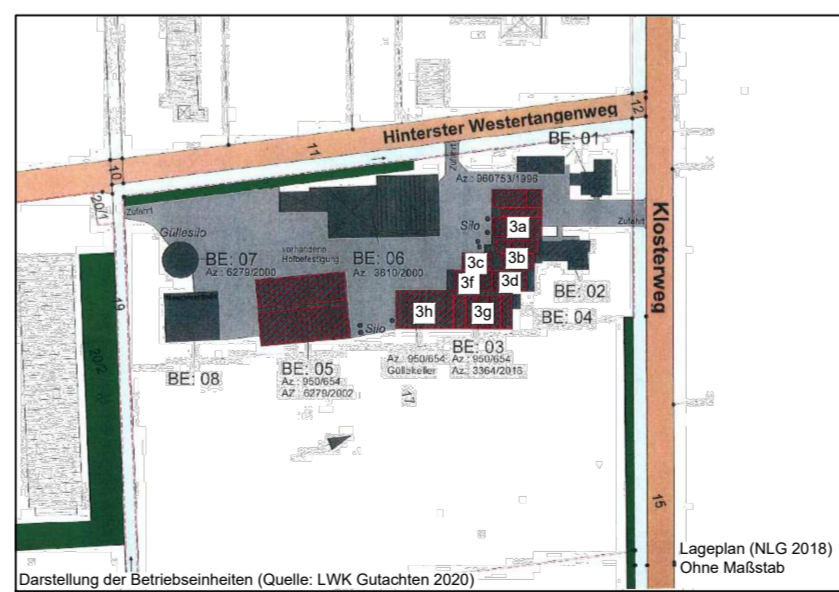 Hinterster Westertangenweg
12
11
10
20/1
BE: 01
Zufahrt
Az.: 960753/1996
Zufahrt
Zufahrt
Klosterweg
Güllesilo
Silo
3a
BE: 07
Az.: 6279/2000
vorhandene
Hofbefestigung
BE: 06
Az.: 3810/2000
3c
3b
3f
3d
BE: 02
19
20/2
3h
3g
BE: 04
Silo
BE: 08
BE: 05
Az.: 950/654
AZ.: 6279/2002
Az.: 950/654
Güllekeller
BE: 03
Az.: 950/654
Az.: 3364/2016
17
15
Lageplan (NLG 2018)
Ohne Maßstab
Darstellung der Betriebseinheiten (Quelle: LWK Gutachten 2020)